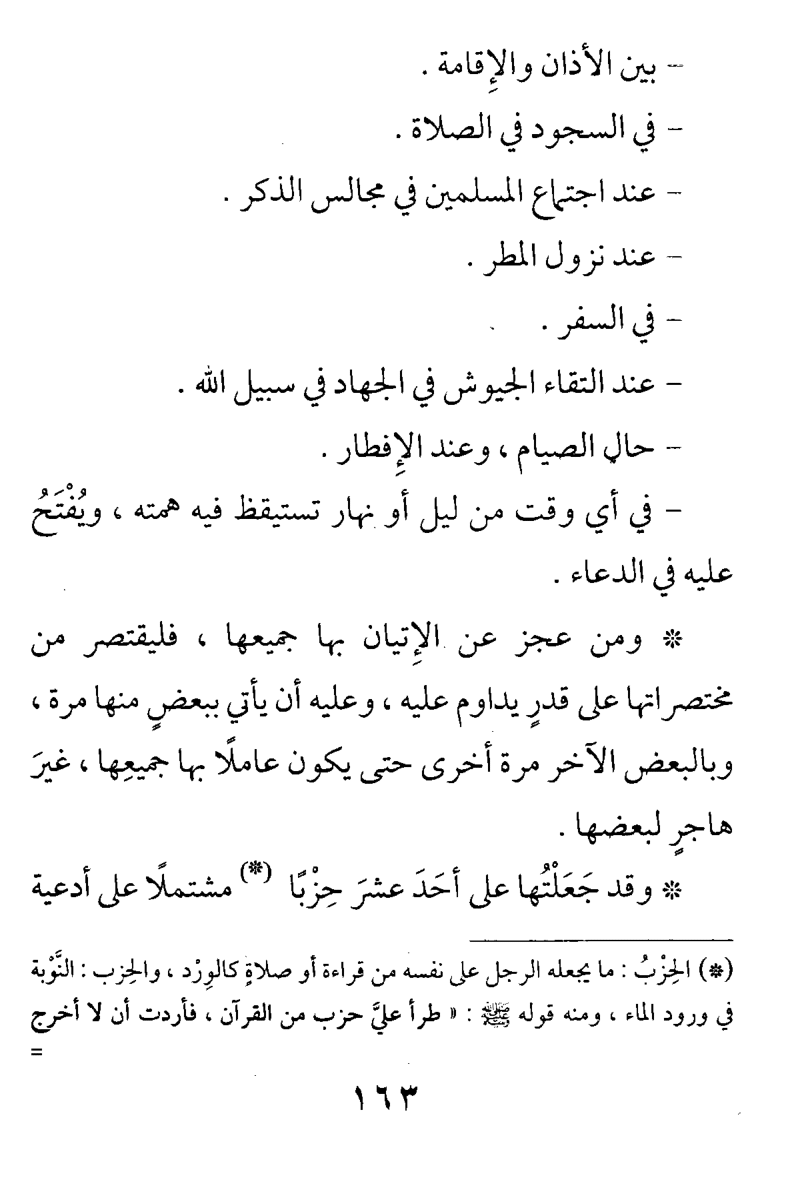 – بين الأذان والإِقامة .
– في السجود في الصلاة .
– عند اجتماع المسلمين في مجالس الذكر .
– عند نزول المطر .
– في السفر .
– عند التقاء الجيوش في الجهاد في سبيل الله .
– حال الصيام ، وعند الإِفطار .
– في أي وقت من ليل أو نهار تستيقظ فيه همته ، ويُفْتَحُ
عليه في الدعاء .
* ومن عجز عن الإِتيان بها جميعها ، فليقتصر من
مختصراتها على قدرٍ يداوم عليه ، وعليه أن يأتي ببعضٍ منها مرة ،
وبالبعض الآخر مرة أخرى حتى يكون عاملًا بها جميعِها ، غيرَ
هاجرٍ لبعضها .
* وقد جَعَلْتُها على أحَدَ عشرَ حِزْبًا (*) مشتملًا على أدعية
(*) الحِزْبُ : ما يجعله الرجل على نفسه من قراءة أو صلاةٍ كالوِرْد ، والحِزب : النَّوْبة
في ورود الماء ، ومنه قوله ﷺ : « طرأ عليَّ حزب من القرآن ، فأردت أن لا أخرج
=
١٦٣